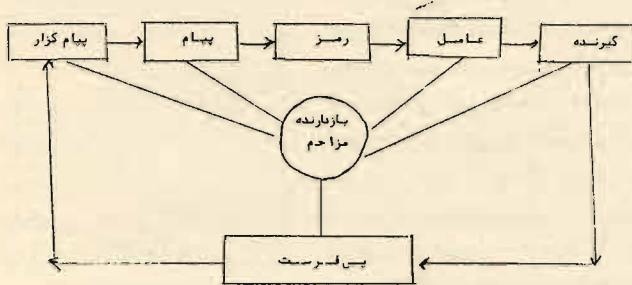 پیام گزار
پیام
رمز
عامل
گیرنده
بازدارنده
مزاحم
پس فرست